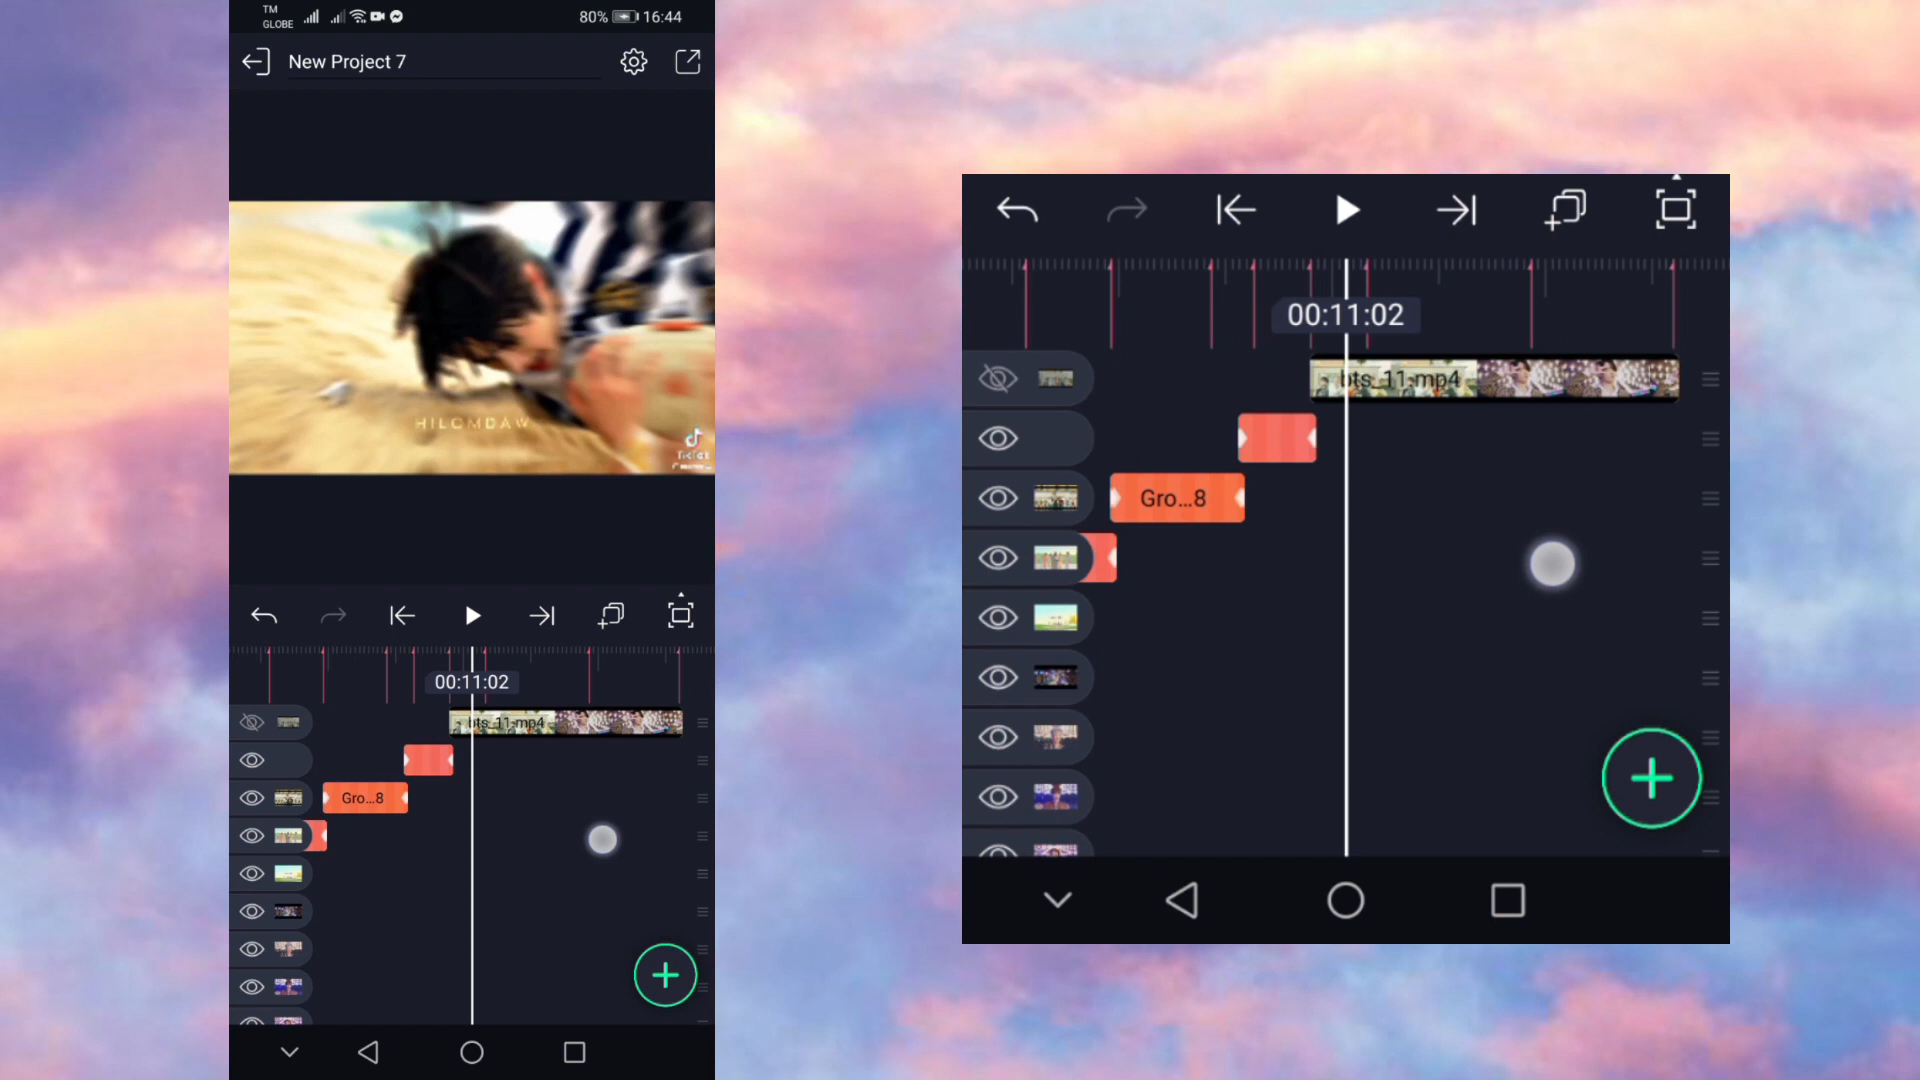 TM
GLOBE
80%
16:44
New Project 7
HILOMDAW
TikTok
00:11:02
bts_11.mp4
Gro...8
00:11:02
bts_11.mp4
Gro...8